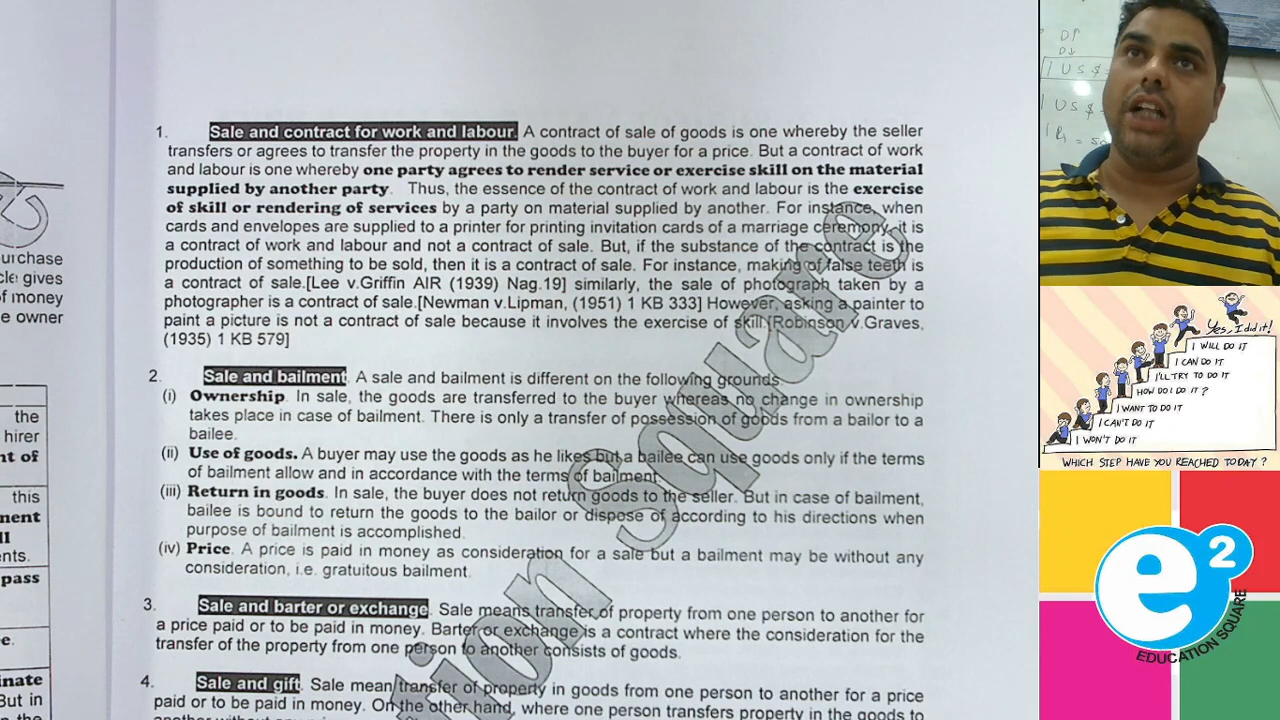 1. Sale and contract for work and labour. A contract of sale of goods is one whereby the seller
transfers or agrees to transfer the property in the goods to the buyer for a price. But a contract of work
and labour is one whereby one party agrees to render service or exercise skill on the material
supplied by another party. Thus, the essence of the contract of work and labour is the exercise
of skill or rendering of services by a party on material supplied by another. For instance, when
cards and envelopes are supplied to a printer for printing invitation cards of a marriage ceremony, it is
a contract of work and labour and not a contract of sale. But, if the substance of the contract is the
production of something to be sold, then it is a contract of sale. For instance, making of false teeth is
a contract of sale.[Lee v.Griffin AIR (1939) Nag.19] similarly, the sale of photograph taken by a
photographer is a contract of sale.[Newman v.Lipman, (1951) 1 KB 333] However, asking a painter to
paint a picture is not a contract of sale because it involves the exercise of skill.[Robinson v.Graves,
(1935) 1 KB 579]
2. Sale and bailment. A sale and bailment is different on the following grounds
(i) Ownership. In sale, the goods are transferred to the buyer whereas no change in ownership
takes place in case of bailment. There is only a transfer of possession of goods from a bailor to a
bailee.
(ii) Use of goods. A buyer may use the goods as he likes but a bailee can use goods only if the terms
of bailment allow and in accordance with the terms of bailment.
(iii) Return in goods. In sale, the buyer does not return goods to the seller. But in case of bailment,
bailee is bound to return the goods to the bailor or dispose of according to his directions when
purpose of bailment is accomplished.
(iv) Price. A price is paid in money as consideration for a sale but a bailment may be without any
consideration, i.e. gratuitous bailment.
3. Sale and barter or exchange. Sale means transfer of property from one person to another for
a price paid or to be paid in money. Barter or exchange is a contract where the consideration for the
transfer of the property from one person to another consists of goods.
4. Sale and gift. Sale mean transfer of property in goods from one person to another for a price
paid or to be paid in money. On the other hand, where one person transfers property in the goods to
ion Square
urchase
gives
of money
e owner
the
hirer
nt of
this
ment
ents.
pass
e.
inate
But in
US $
US $
Yes, I did it!
I WILL DO IT
I CAN DO IT
I'LL TRY TO DO IT
HOW DO I DO IT ?
I WANT TO DO IT
I CAN'T DO IT
I WON'T DO IT
WHICH STEP HAVE YOU REACHED TODAY ?
e2
EDUCATION SQUARE